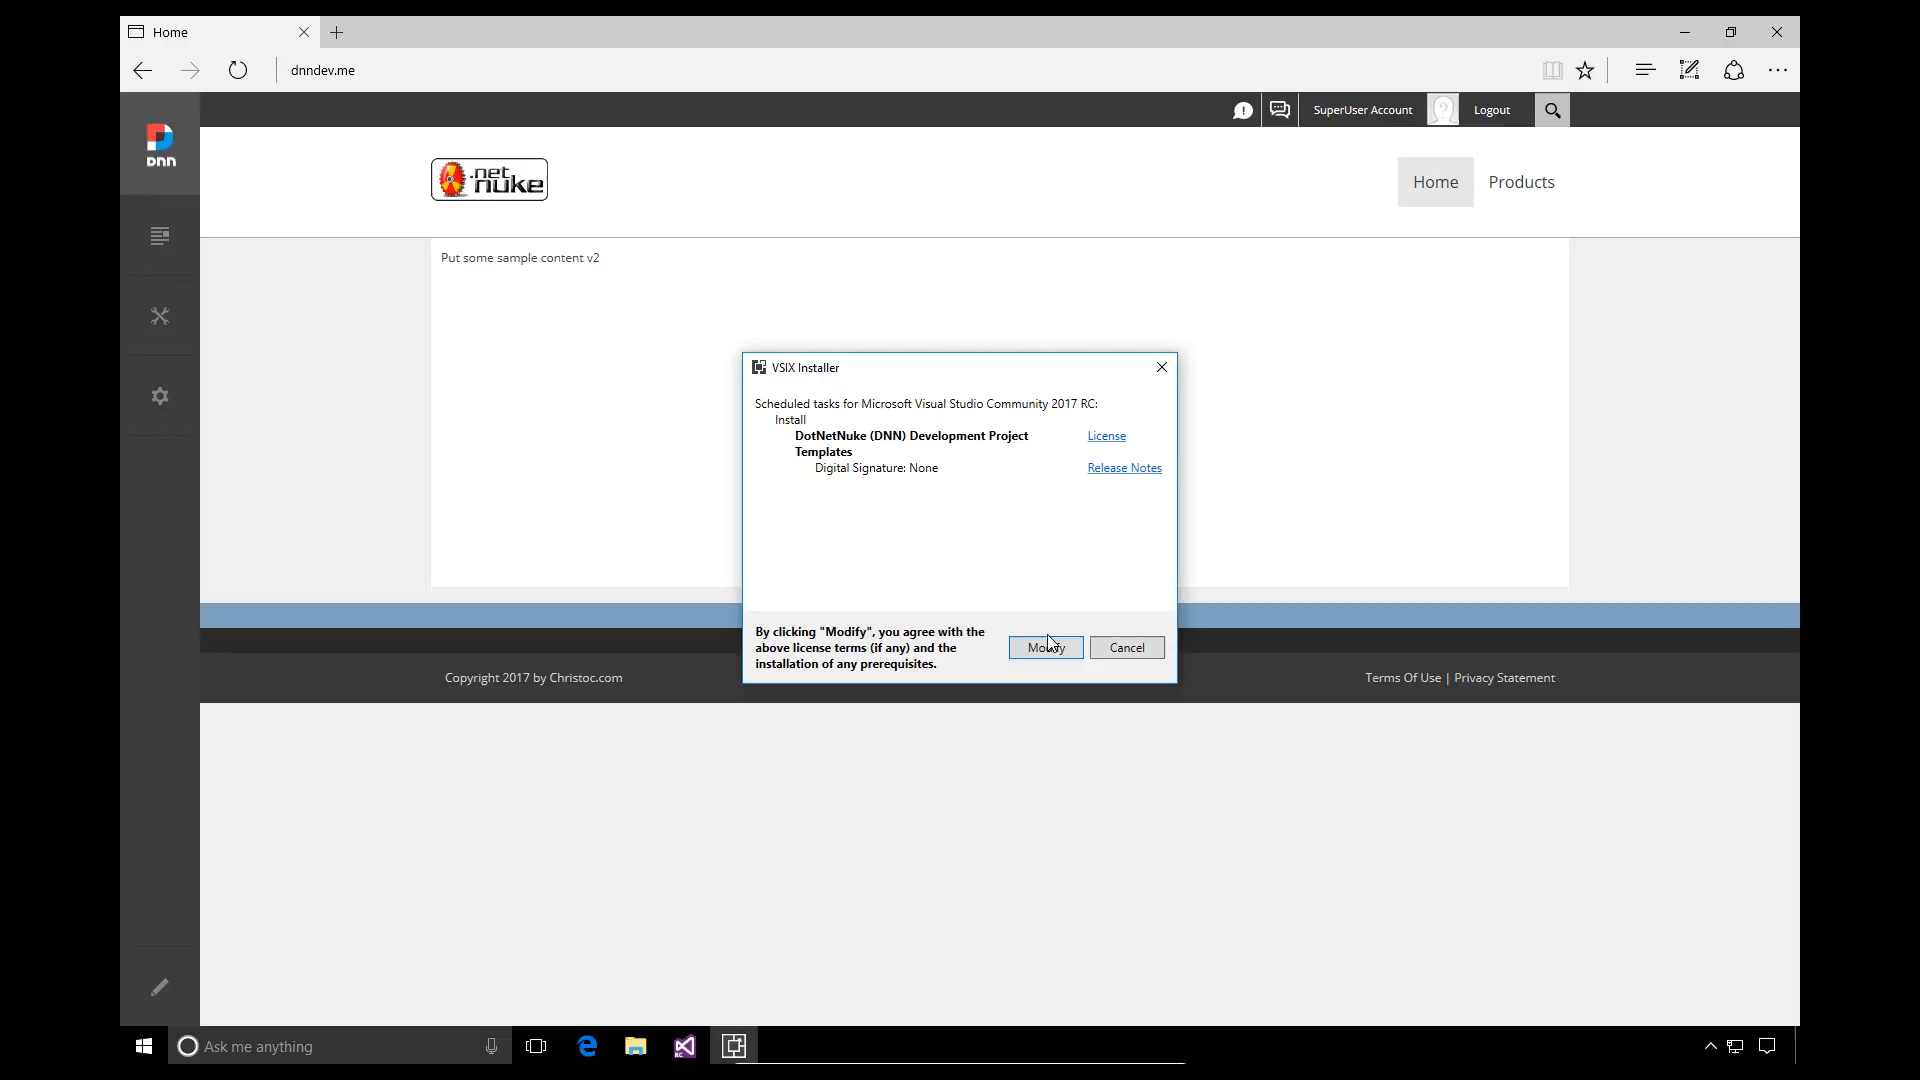 Home
dnndev.me
SuperUser Account
Logout
DNN
.net
nuke
Home
Products
Put some sample content v2
VSIX Installer
Scheduled tasks for Microsoft Visual Studio Community 2017 RC:
Install
DotNetNuke (DNN) Development Project
License
Templates
Digital Signature: None
Release Notes
By clicking "Modify", you agree with the
above license terms (if any) and the
installation of any prerequisites.
Modify
Cancel
Copyright 2017 by Christoc.com
Terms Of Use | Privacy Statement
Ask me anything
RC